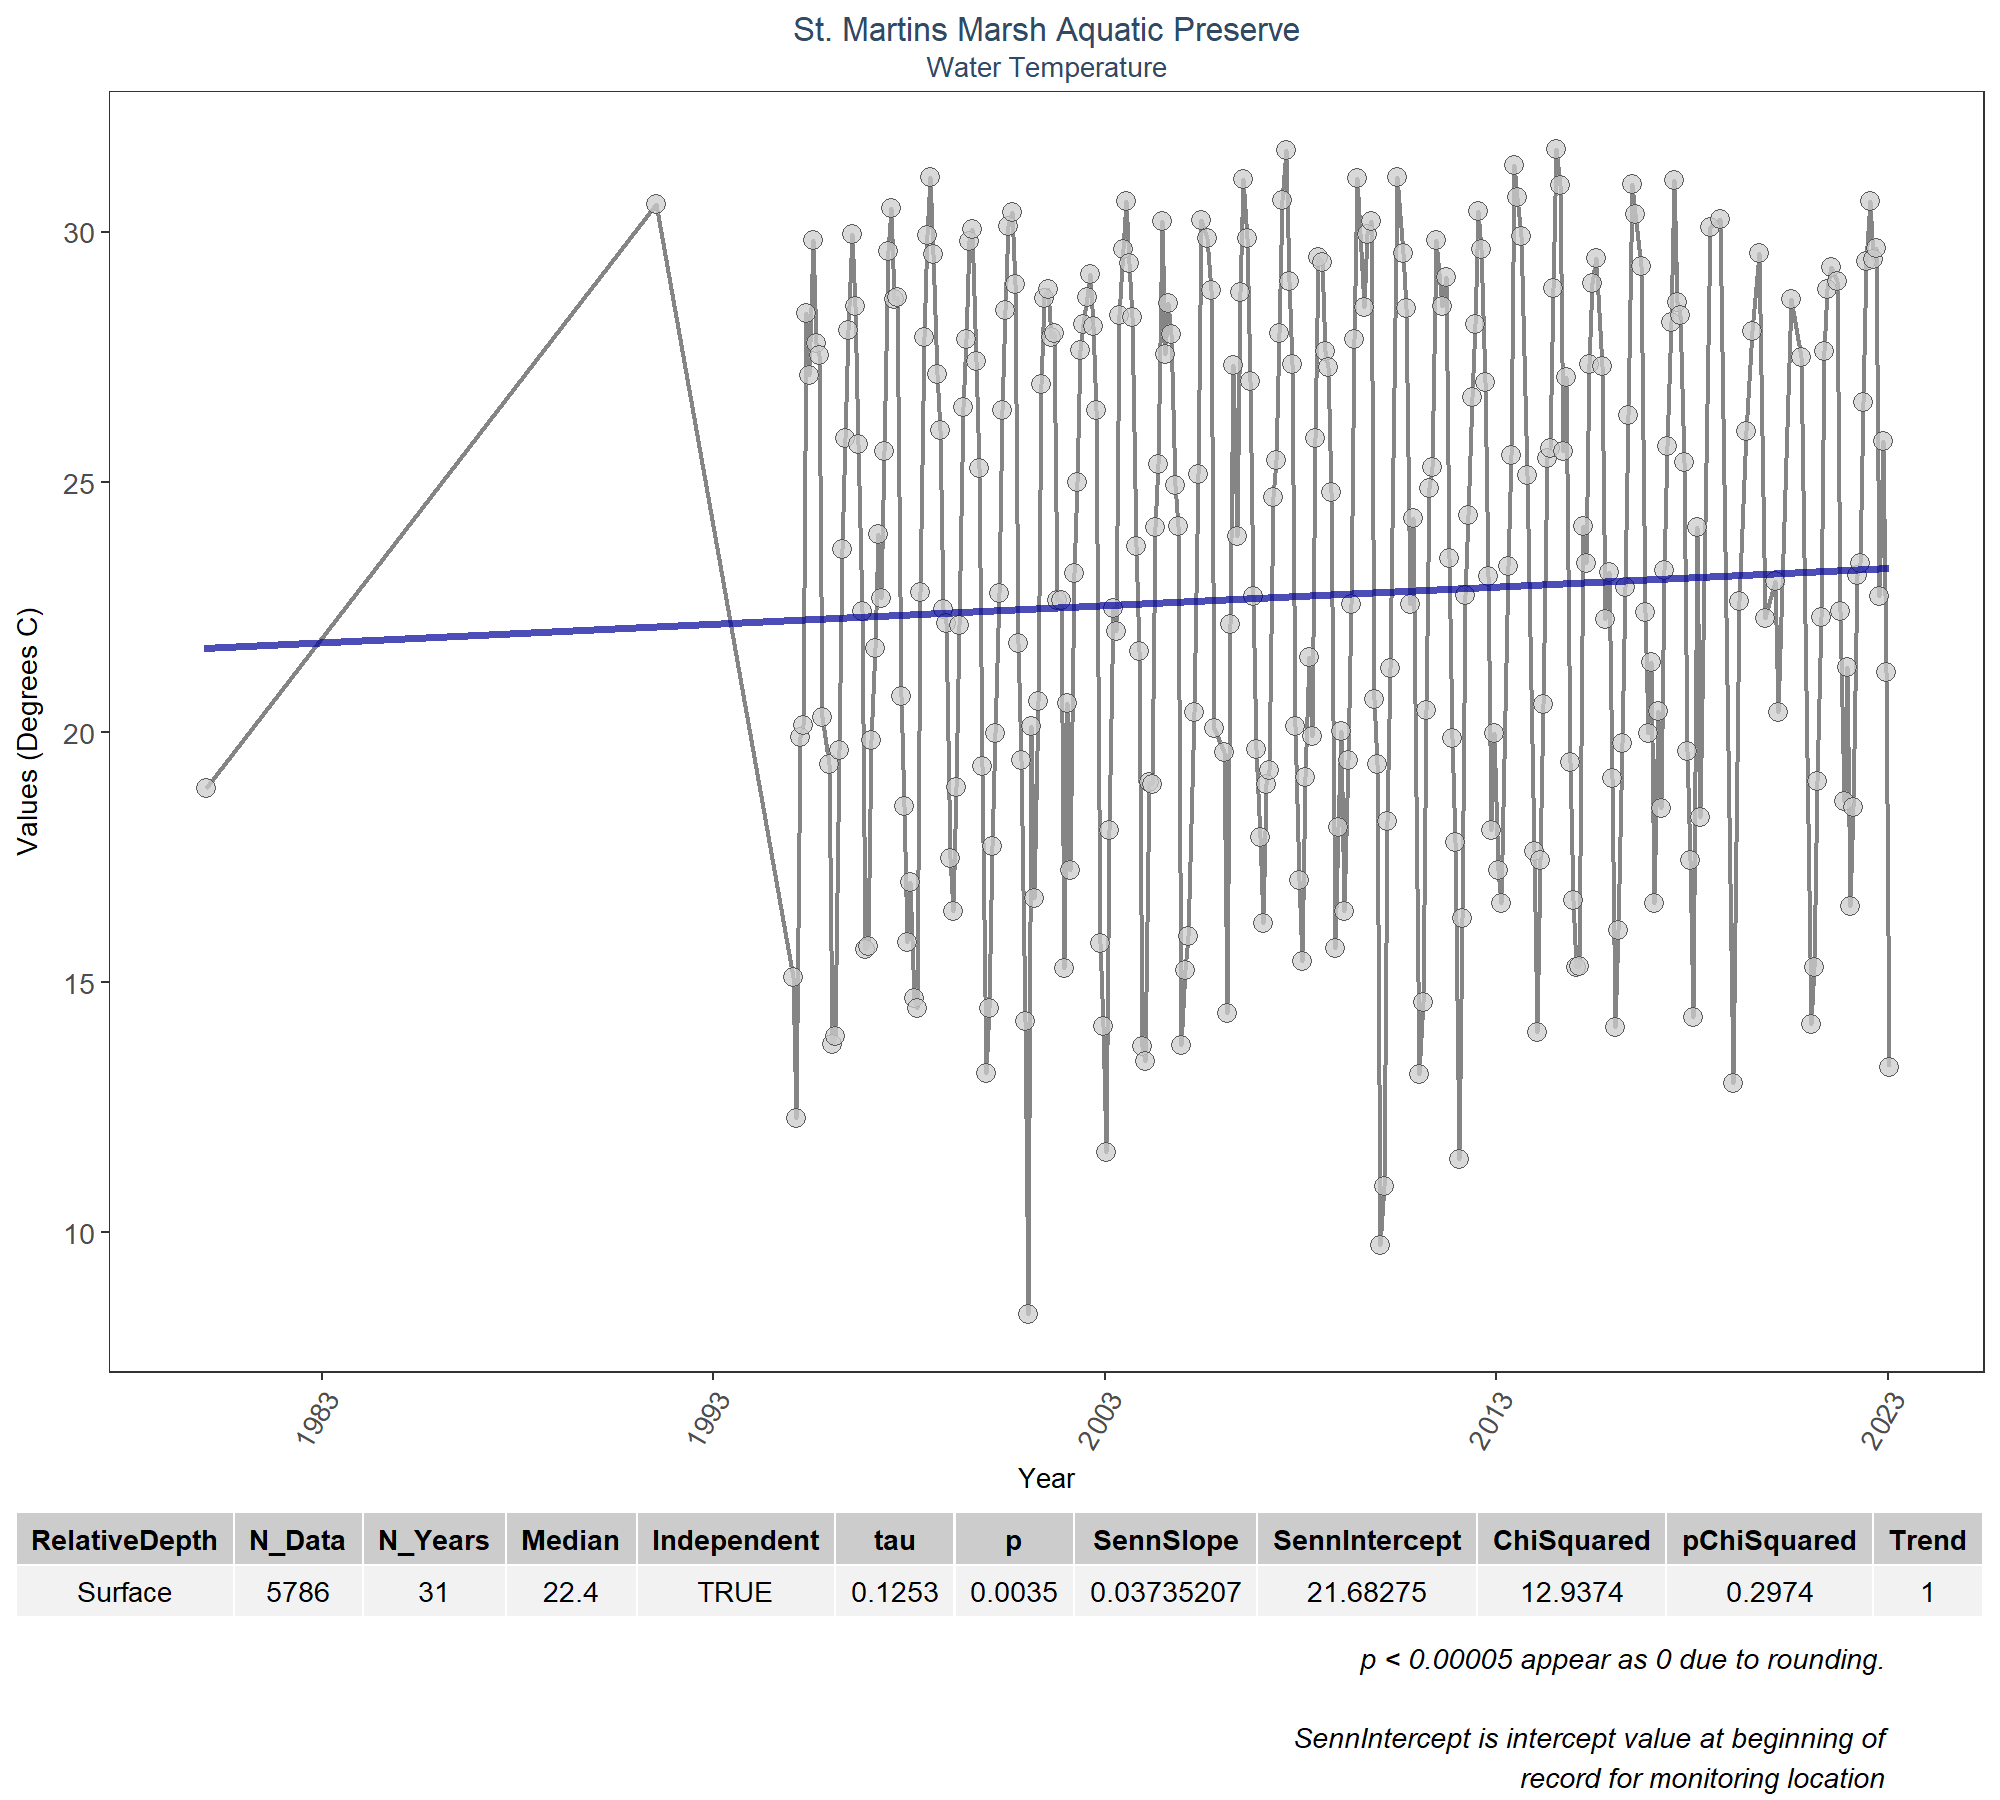 St. Martins Marsh Aquatic Preserve
Water Temperature
Values (Degrees C)
30
25
20
15
10
1983
1993
2003
2013
2023
Year
RelativeDepth N_Data N_Years Median Independent tau p SennSlope SennIntercept ChiSquared pChiSquared Trend
Surface 5786 31 22.4 TRUE 0.1253 0.0035 0.03735207 21.68275 12.9374 0.2974 1
p < 0.00005 appear as 0 due to rounding.
SennIntercept is intercept value at beginning of
record for monitoring location